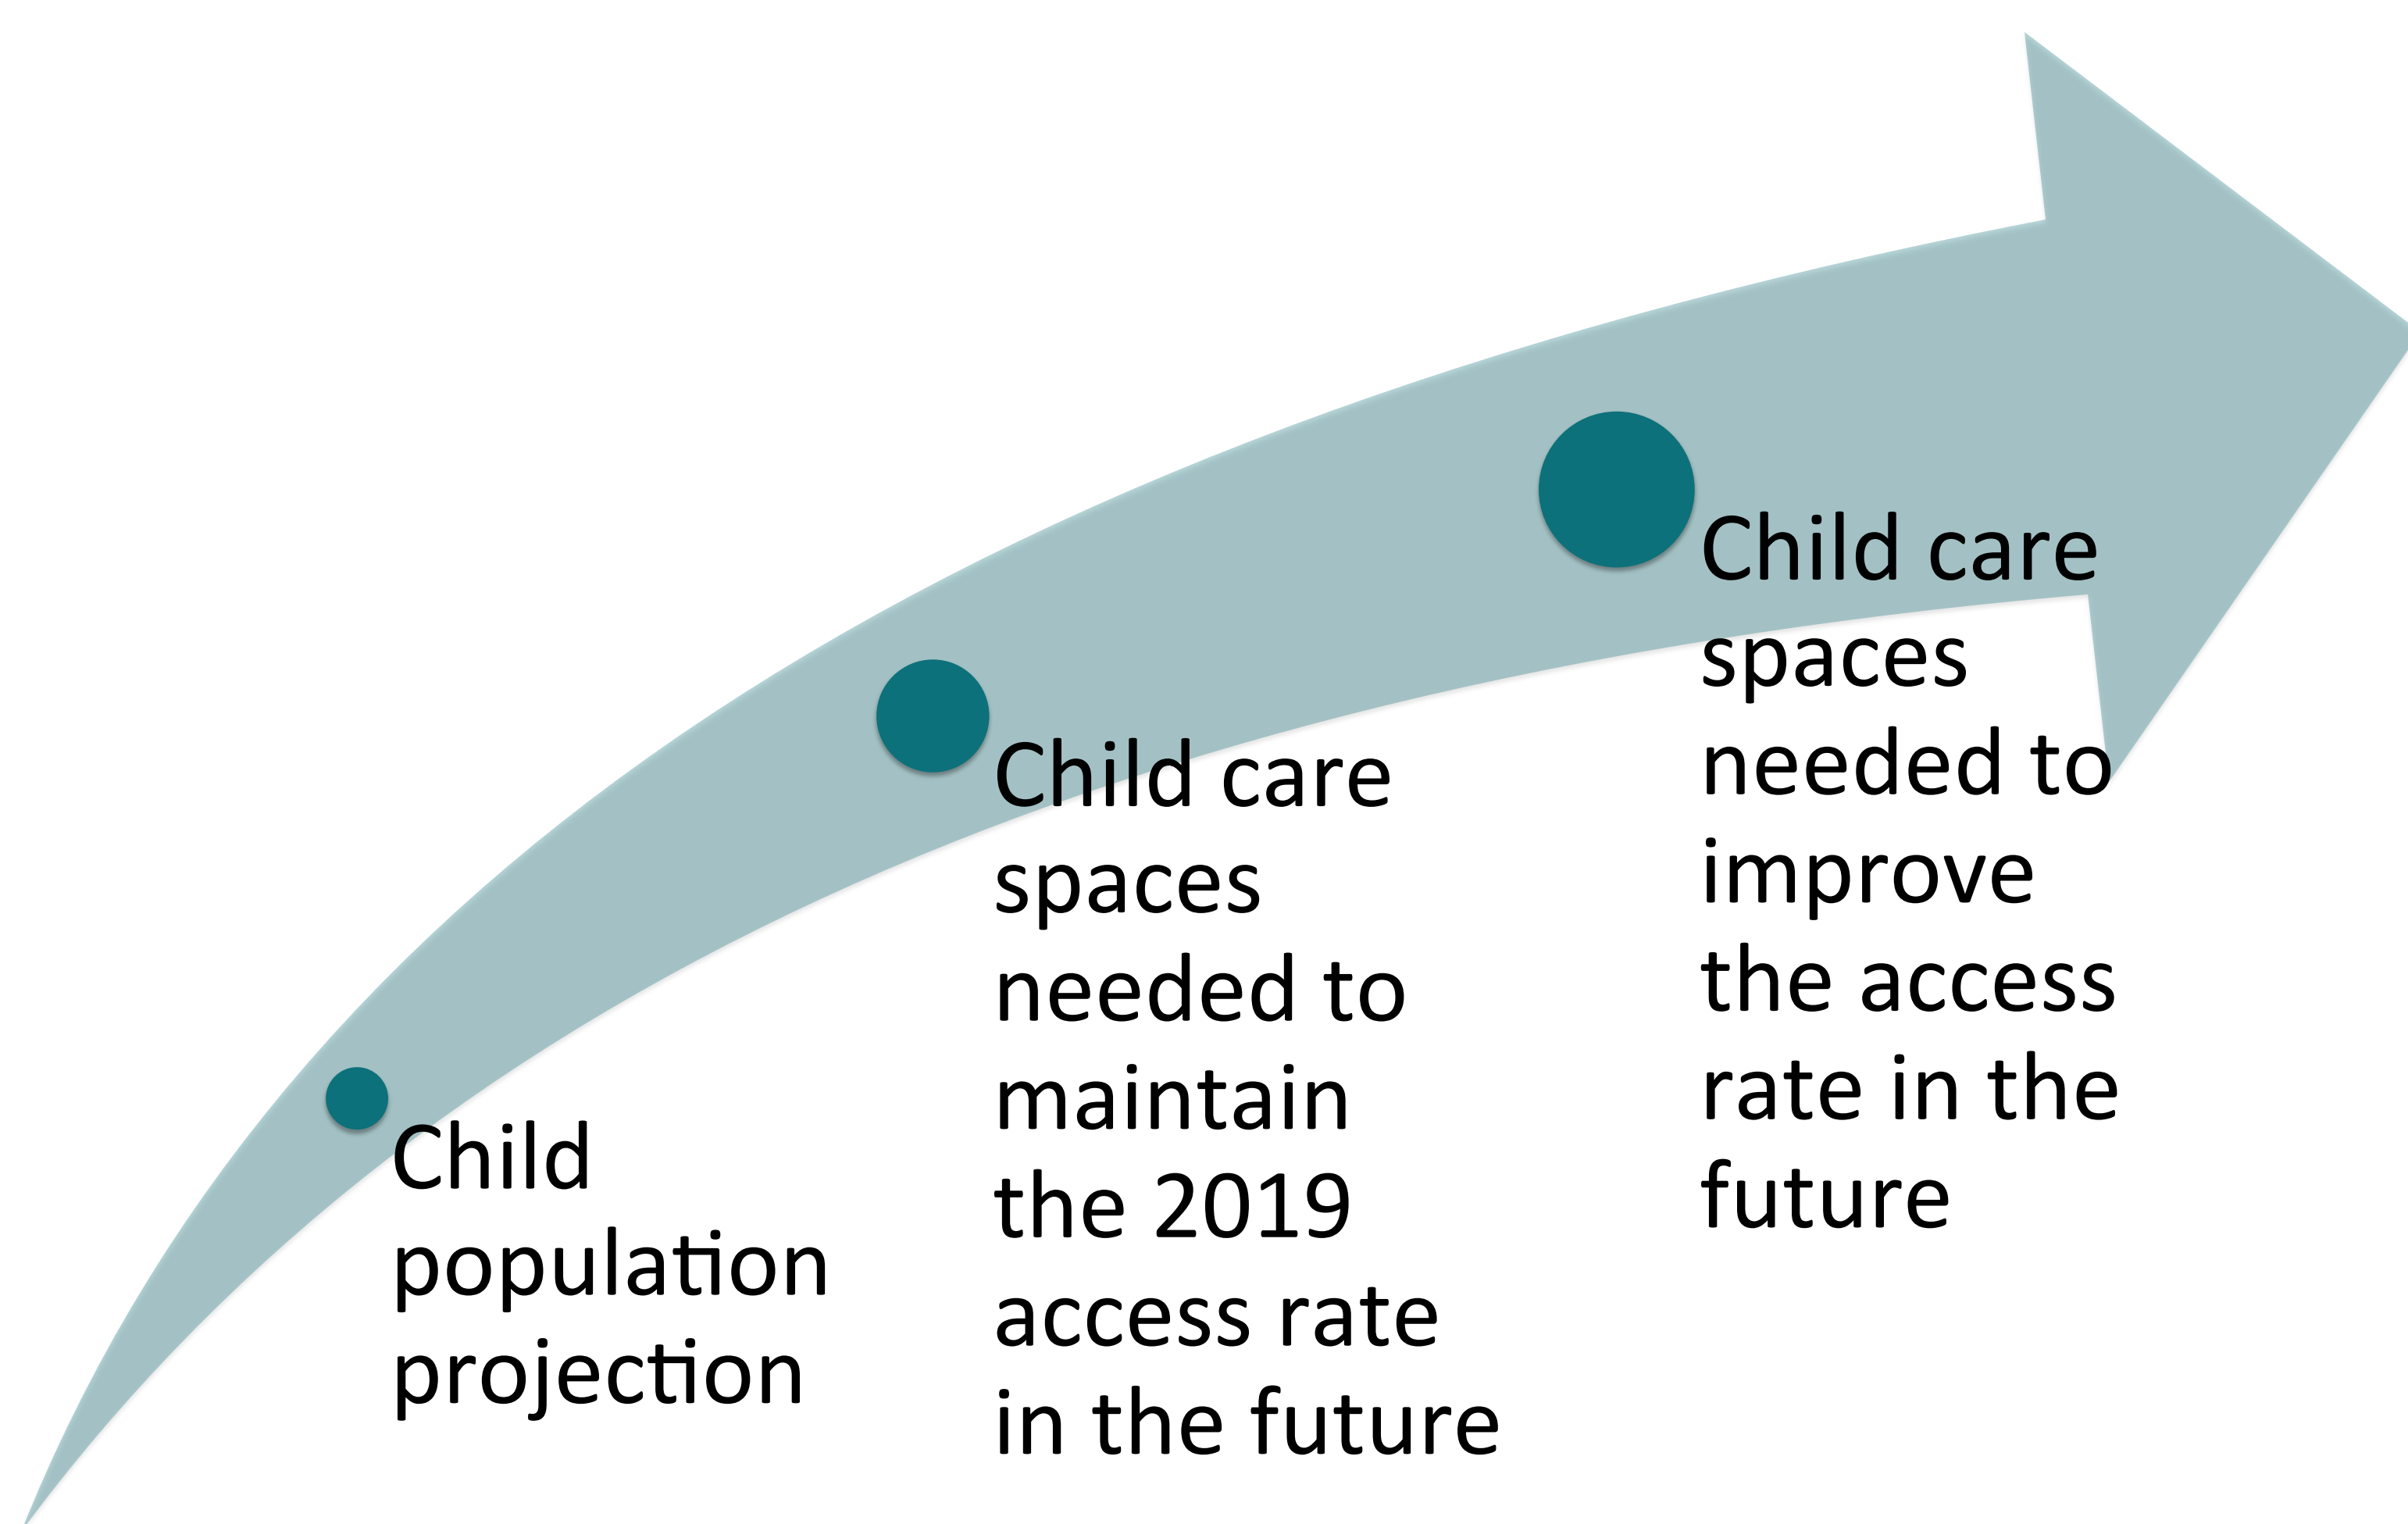 Child
population
projection
Child care
spaces
needed to
maintain
the 2019
access rate
in the future
Child care
spaces
needed to
improve
the access
rate in the
future